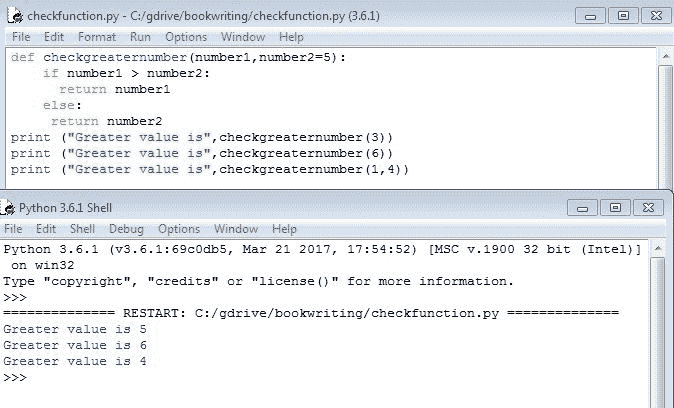 checkfunction.py - C:/gdrive/bookwriting/checkfunction.py (3.6.1)
File Edit Format Run Options Window Help
def checkgreaternumber(number1,number2=5):
    if number1 > number2:
      return number1
    else:
     return number2
print ("Greater value is",checkgreaternumber(3))
print ("Greater value is",checkgreaternumber(6))
print ("Greater value is",checkgreaternumber(1,4))
Python 3.6.1 Shell
File Edit Shell Debug Options Window Help
Python 3.6.1 (v3.6.1:69c0db5, Mar 21 2017, 17:54:52) [MSC v.1900 32 bit (Intel)]
 on win32
Type "copyright", "credits" or "license()" for more information.
>>>
============== RESTART: C:/gdrive/bookwriting/checkfunction.py ==============
Greater value is 5
Greater value is 6
Greater value is 4
>>>